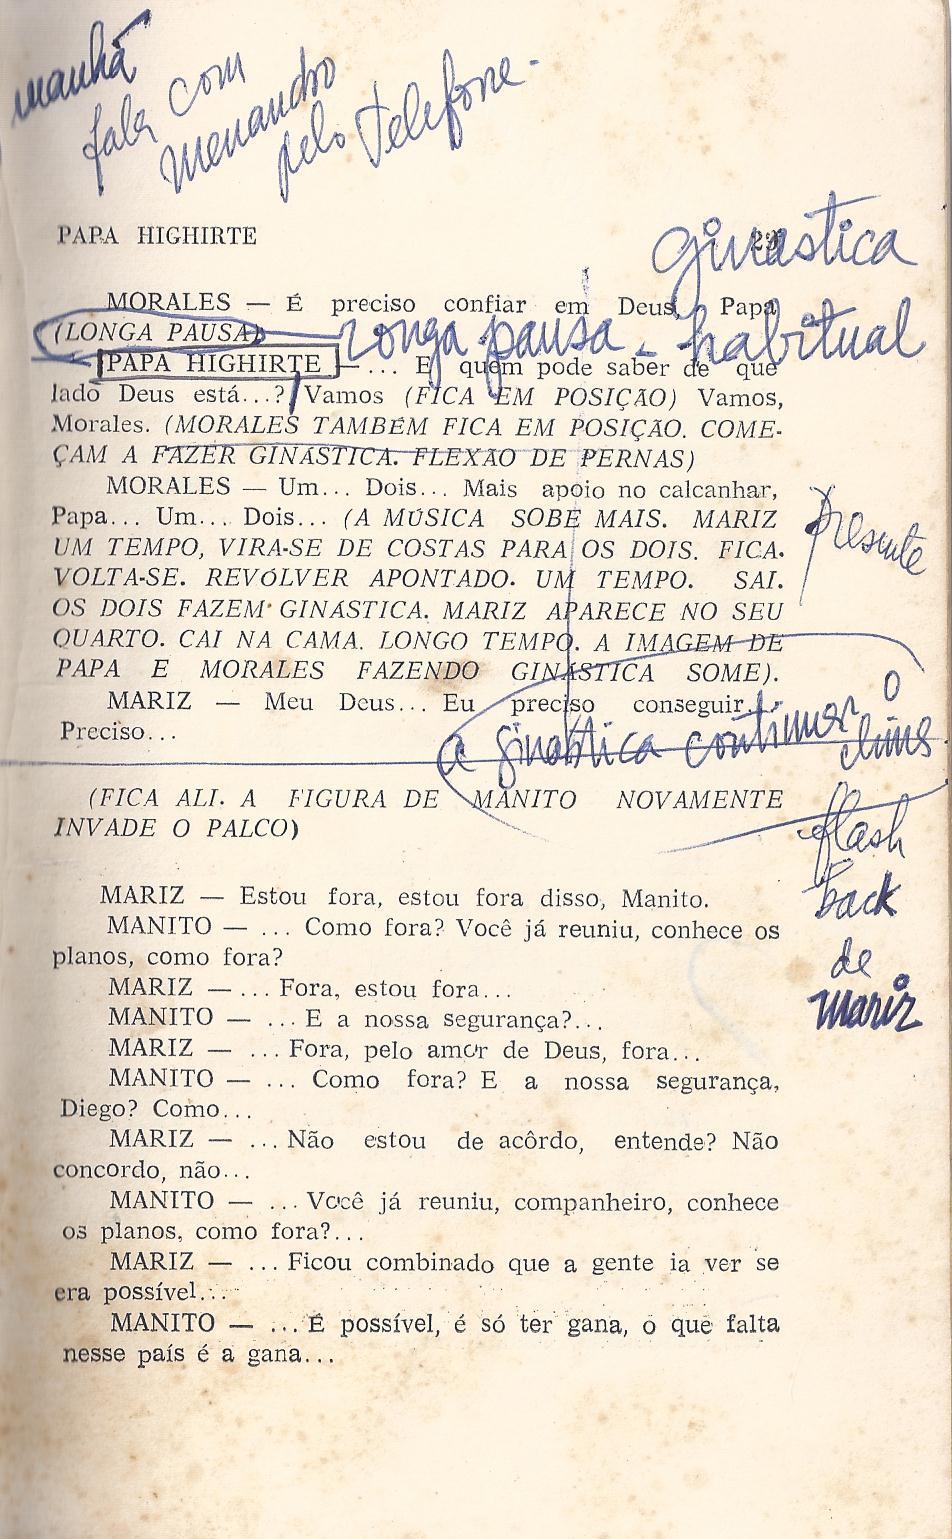 manhã
fala com
menandro
pelo Telefone.
PAPA HIGHIRTE
ginastica
MORALES — É preciso confiar em Deus, Papa
(LONGA PAUSA)
longa pausa - habitual
PAPA HIGHIRTE — ... E quem pode saber de que
lado Deus está...? Vamos (FICA EM POSIÇÃO) Vamos,
Morales. (MORALES TAMBÉM FICA EM POSIÇÃO. COME-
ÇAM A FAZER GINÁSTICA. FLEXÃO DE PERNAS)
MORALES — Um... Dois... Mais apoio no calcanhar,
Papa... Um... Dois... (A MÚSICA SOBE MAIS. MARIZ
UM TEMPO, VIRA-SE DE COSTAS PARA OS DOIS. FICA.
VOLTA-SE. REVÓLVER APONTADO. UM TEMPO. SAI.
OS DOIS FAZEM GINÁSTICA. MARIZ APARECE NO SEU
QUARTO. CAI NA CAMA. LONGO TEMPO. A IMAGEM DE
PAPA E MORALES FAZENDO GINÁSTICA SOME).
presente
MARIZ — Meu Deus... Eu preciso conseguir...
Preciso...
a ginastica continua o
clima
(FICA ALI. A FIGURA DE MANITO NOVAMENTE
INVADE O PALCO)
flash
back
de
mariz
MARIZ — Estou fora, estou fora disso, Manito.
MANITO — ... Como fora? Você já reuniu, conhece os
planos, como fora?
MARIZ — ... Fora, estou fora...
MANITO — ... E a nossa segurança?...
MARIZ — ... Fora, pelo amor de Deus, fora...
MANITO — ... Como fora? E a nossa segurança,
Diego? Como...
MARIZ — ... Não estou de acôrdo, entende? Não
concordo, não...
MANITO — ... Você já reuniu, companheiro, conhece
os planos, como fora?...
MARIZ — ... Ficou combinado que a gente ia ver se
era possível...
MANITO — ... É possível, é só ter gana, o que falta
nesse país é a gana...